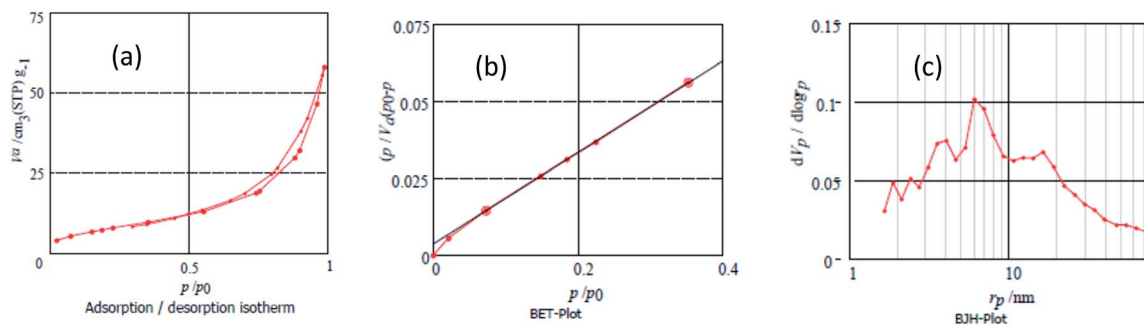 (a)
75
50
25
0
Va /cm3(STP) g-1
0.5
1
p /p0
Adsorption / desorption isotherm
(b)
0.075
0.05
0.025
0
(p / Va(p0-p
0
0.2
0.4
p /p0
BET-Plot
(c)
0.15
0.1
0.05
0
dVp / dlogrp
1
10
rp /nm
BJH-Plot